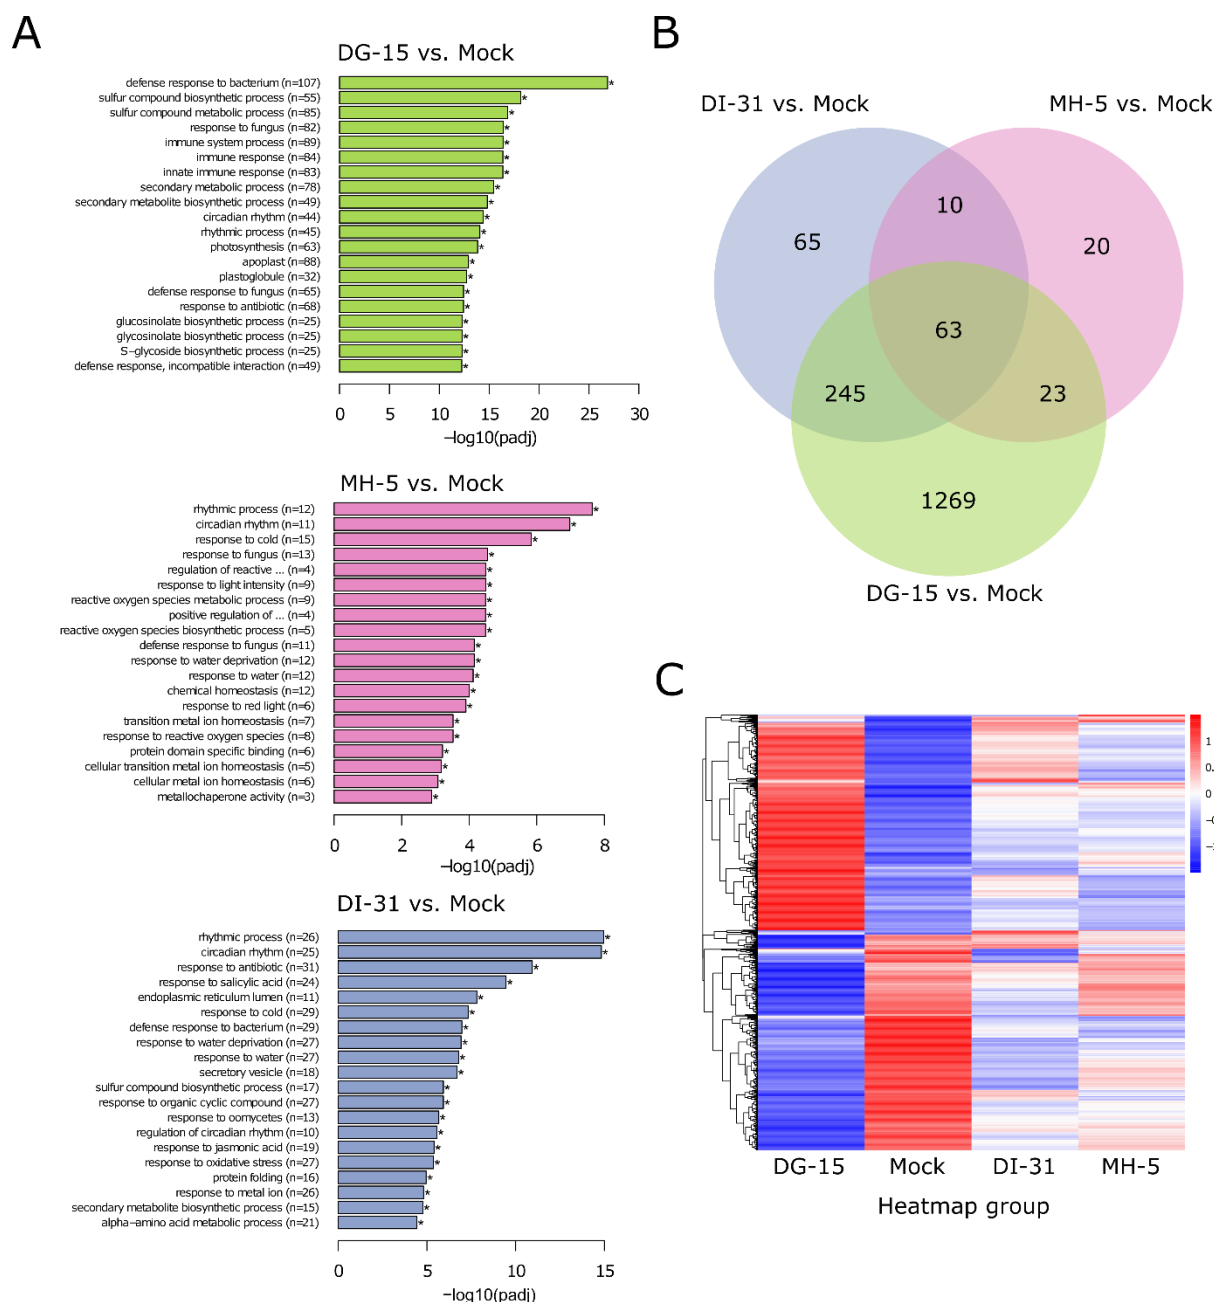 A
DG-15 vs. Mock
defense response to bacterium (n=107)
sulfur compound biosynthetic process (n=55)
sulfur compound metabolic process (n=85)
response to fungus (n=82)
immune system process (n=89)
immune response (n=84)
innate immune response (n=83)
secondary metabolic process (n=78)
secondary metabolite biosynthetic process (n=49)
circadian rhythm (n=44)
rhythmic process (n=45)
photosynthesis (n=63)
apoplast (n=88)
plastoglobule (n=32)
defense response to fungus (n=65)
response to antibiotic (n=68)
glucosinolate biosynthetic process (n=25)
glycosinolate biosynthetic process (n=25)
S−glycoside biosynthetic process (n=25)
defense response, incompatible interaction (n=49)
* * * * * * * * * * * * * * * * * * * *
0 5 10 15 20 25 30
−log10(padj)
MH-5 vs. Mock
rhythmic process (n=12)
circadian rhythm (n=11)
response to cold (n=15)
response to fungus (n=13)
regulation of reactive ... (n=4)
response to light intensity (n=9)
reactive oxygen species metabolic process (n=9)
positive regulation of ... (n=4)
reactive oxygen species biosynthetic process (n=5)
defense response to fungus (n=11)
response to water deprivation (n=12)
response to water (n=12)
chemical homeostasis (n=12)
response to red light (n=6)
transition metal ion homeostasis (n=7)
response to reactive oxygen species (n=8)
protein domain specific binding (n=6)
cellular transition metal ion homeostasis (n=5)
cellular metal ion homeostasis (n=6)
metallochaperone activity (n=3)
* * * * * * * * * * * * * * * * * * * *
0 2 4 6 8
−log10(padj)
DI-31 vs. Mock
rhythmic process (n=26)
circadian rhythm (n=25)
response to antibiotic (n=31)
response to salicylic acid (n=24)
endoplasmic reticulum lumen (n=11)
response to cold (n=29)
defense response to bacterium (n=29)
response to water deprivation (n=27)
response to water (n=27)
secretory vesicle (n=18)
sulfur compound biosynthetic process (n=17)
response to organic cyclic compound (n=27)
response to oomycetes (n=13)
regulation of circadian rhythm (n=10)
response to jasmonic acid (n=19)
response to oxidative stress (n=27)
protein folding (n=16)
response to metal ion (n=26)
secondary metabolite biosynthetic process (n=15)
alpha−amino acid metabolic process (n=21)
* * * * * * * * * * * * * * * * * * * *
0 5 10 15
−log10(padj)
B
DI-31 vs. Mock
MH-5 vs. Mock
10
65
20
63
245
23
1269
DG-15 vs. Mock
C
1
0.
0
−0
−1
DG-15 Mock DI-31 MH-5
Heatmap group